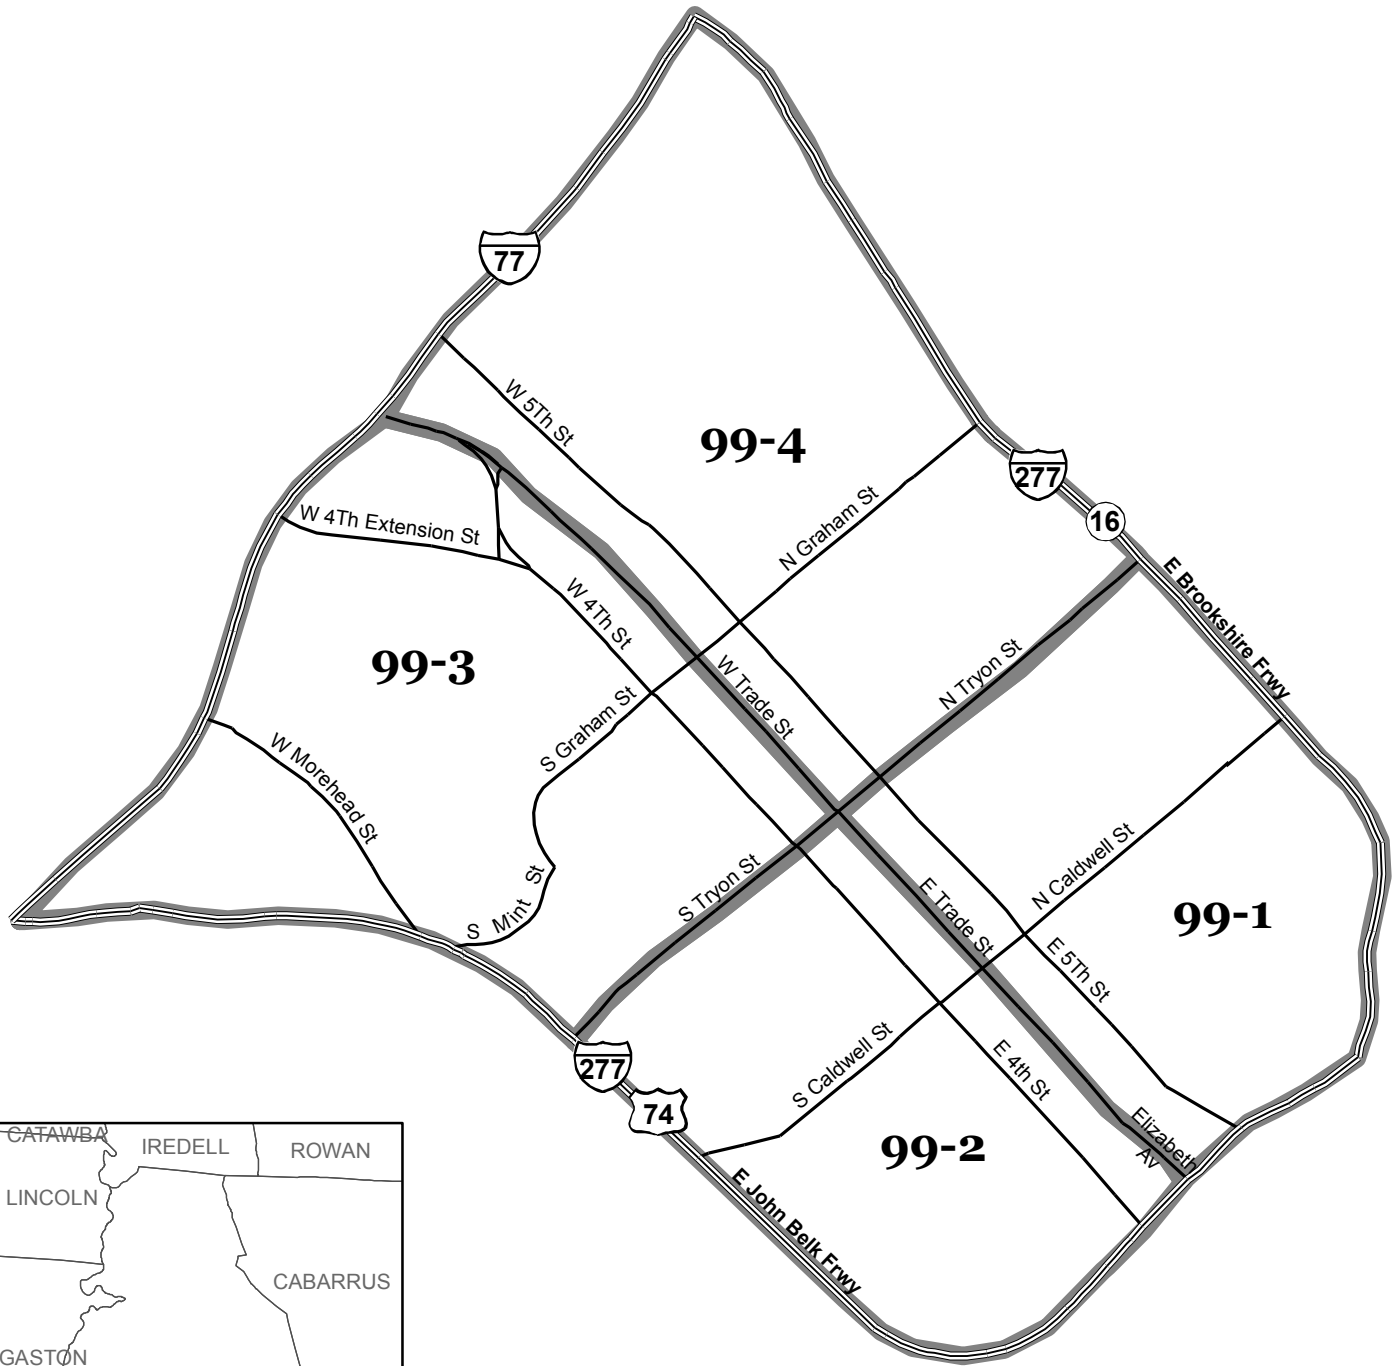 77
W 5Th St
99-4
277
N Graham St
16
W 4Th Extension St
E Brookshire Frwy
W 4Th St
99-3
N Tryon St
W Trade St
S Graham St
W Morehead St
S Tryon St
N Caldwell St
S Mint St
E Trade St
99-1
E 5Th St
277
S Caldwell St
E 4th St
74
Elizabeth
Av
99-2
E John Belk Frwy
CATAWBA
IREDELL
ROWAN
LINCOLN
CABARRUS
GASTON